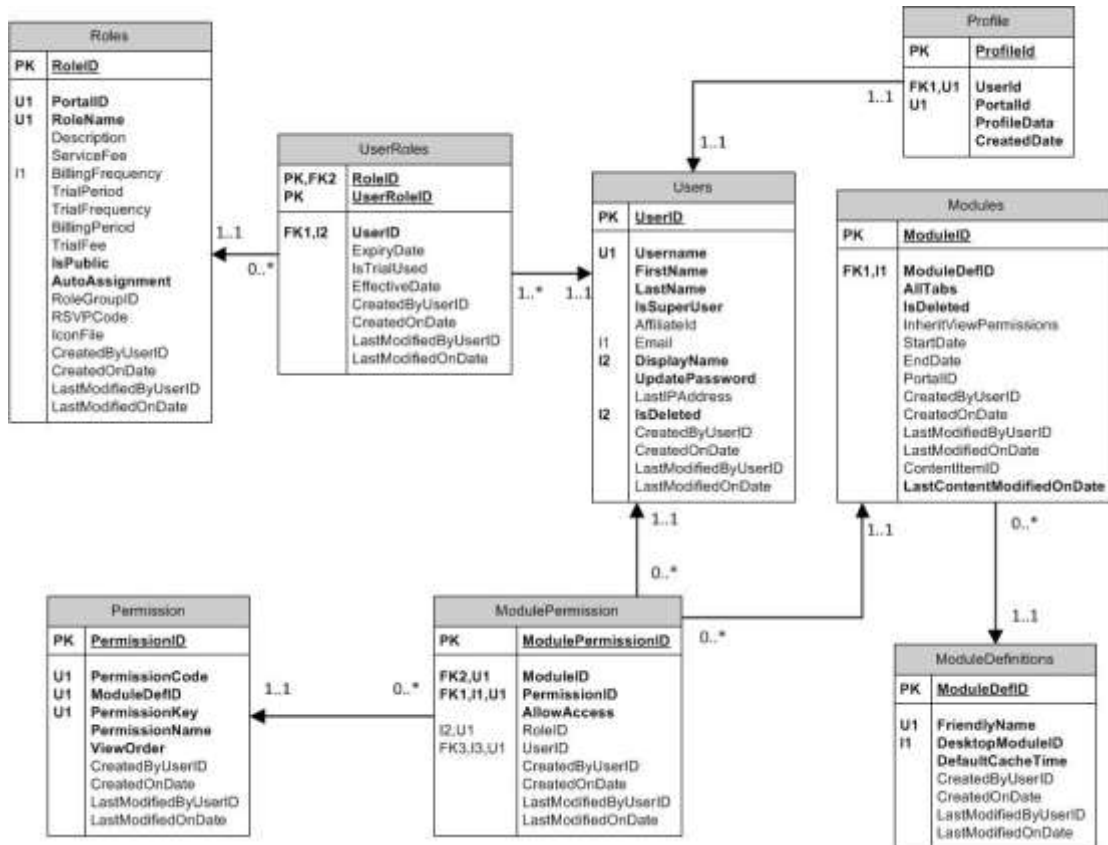 Roles
PK RoleID
U1 PortalID
U1 RoleName
Description
ServiceFee
I1 BillingFrequency
TrialPeriod
TrialFrequency
BillingPeriod
TrialFee
IsPublic
AutoAssignment
RoleGroupID
RSVPCode
IconFile
CreatedByUserID
CreatedOnDate
LastModifiedByUserID
LastModifiedOnDate
1..1
0..*
UserRoles
PK,FK2 RoleID
PK UserRoleID
FK1,I2 UserID
ExpiryDate
IsTrialUsed
EffectiveDate
CreatedByUserID
CreatedOnDate
LastModifiedByUserID
LastModifiedOnDate
1..*
1..1
Profile
PK ProfileId
FK1,U1 UserId
U1 PortalId
ProfileData
CreatedDate
1..1
1..1
Users
PK UserID
U1 Username
FirstName
LastName
IsSuperUser
AffiliateId
I1 Email
I2 DisplayName
UpdatePassword
LastIPAddress
I2 IsDeleted
CreatedByUserID
CreatedOnDate
LastModifiedByUserID
LastModifiedOnDate
Modules
PK ModuleID
FK1,I1 ModuleDefID
AllTabs
IsDeleted
InheritViewPermissions
StartDate
EndDate
PortalID
CreatedByUserID
CreatedOnDate
LastModifiedByUserID
LastModifiedOnDate
ContentItemID
LastContentModifiedOnDate
1..1
0..*
1..1
0..*
0..*
1..1
Permission
PK PermissionID
U1 PermissionCode
U1 ModuleDefID
U1 PermissionKey
PermissionName
ViewOrder
CreatedByUserID
CreatedOnDate
LastModifiedByUserID
LastModifiedOnDate
1..1
0..*
ModulePermission
PK ModulePermissionID
FK2,U1 ModuleID
FK1,I1,U1 PermissionID
AllowAccess
I2,U1 RoleID
FK3,I3,U1 UserID
CreatedByUserID
CreatedOnDate
LastModifiedByUserID
LastModifiedOnDate
ModuleDefinitions
PK ModuleDefID
U1 FriendlyName
I1 DesktopModuleID
DefaultCacheTime
CreatedByUserID
CreatedOnDate
LastModifiedByUserID
LastModifiedOnDate